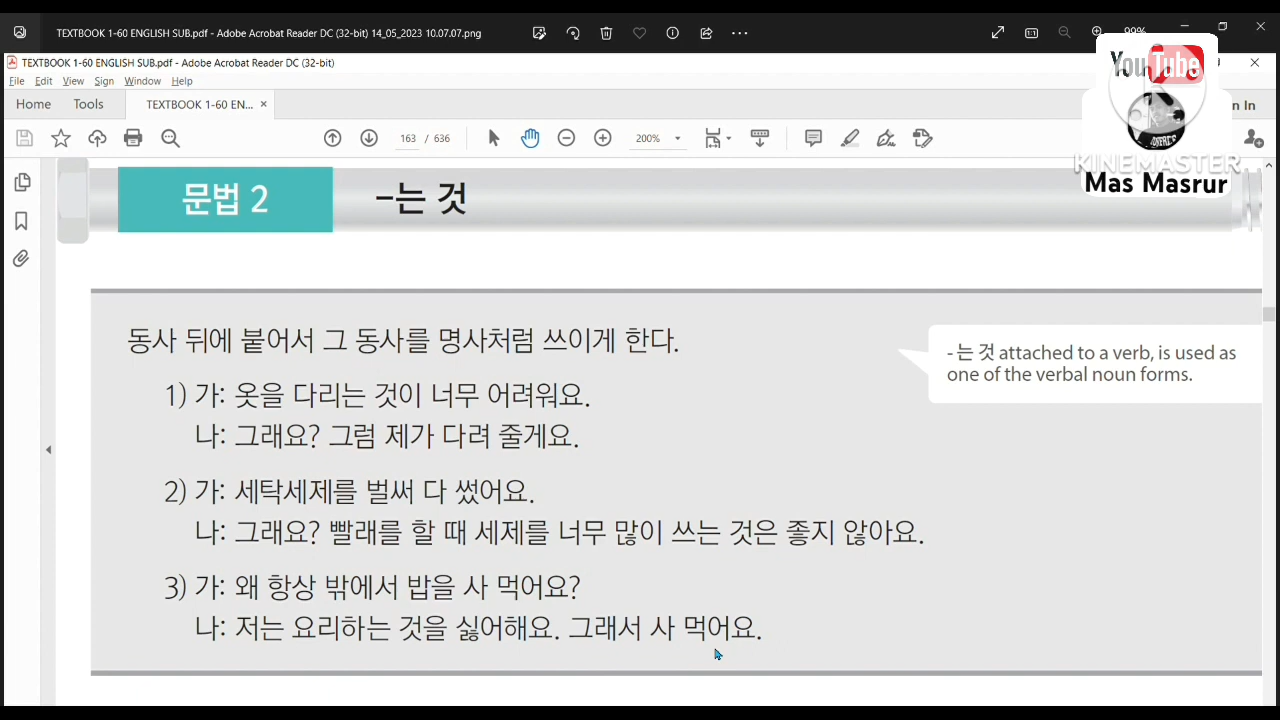 TEXTBOOK 1-60 ENGLISH SUB.pdf - Adobe Acrobat Reader DC (32-bit) 14_05_2023 10.07.07.png
99%
TEXTBOOK 1-60 ENGLISH SUB.pdf - Adobe Acrobat Reader DC (32-bit)
File Edit View Sign Window Help
YouTube
Home Tools TEXTBOOK 1-60 EN... × n In
163 / 636 200%
KINEMASTER
Mas Masrur
문법 2 -는 것
동사 뒤에 붙어서 그 동사를 명사처럼 쓰이게 한다.
-는 것 attached to a verb, is used as
one of the verbal noun forms.
1) 가: 옷을 다리는 것이 너무 어려워요.
나: 그래요? 그럼 제가 다려 줄게요.
2) 가: 세탁세제를 벌써 다 썼어요.
나: 그래요? 빨래를 할 때 세제를 너무 많이 쓰는 것은 좋지 않아요.
3) 가: 왜 항상 밖에서 밥을 사 먹어요?
나: 저는 요리하는 것을 싫어해요. 그래서 사 먹어요.